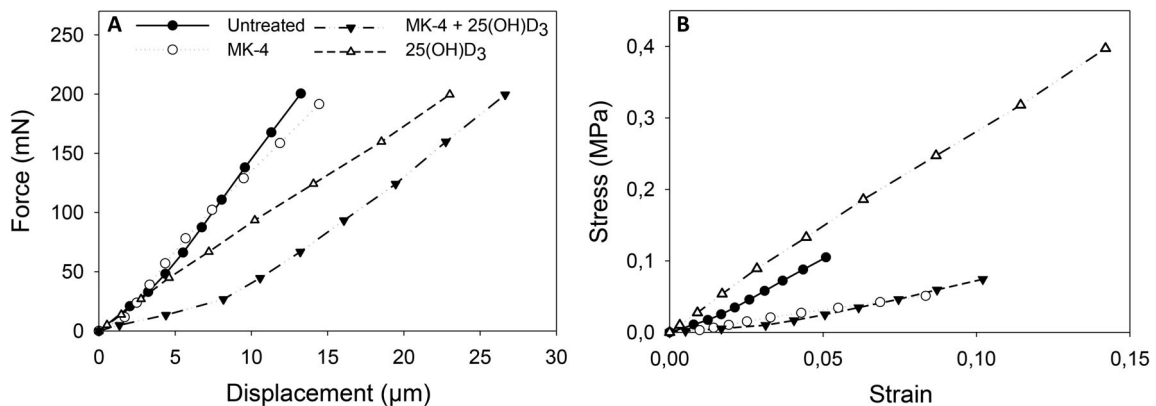 A
Untreated
MK-4 + 25(OH)D3
MK-4
25(OH)D3
Force (mN)
250
200
150
100
50
0
0 5 10 15 20 25 30
Displacement (µm)
B
Stress (MPa)
0,4
0,3
0,2
0,1
0,0
0,00 0,05 0,10 0,15
Strain